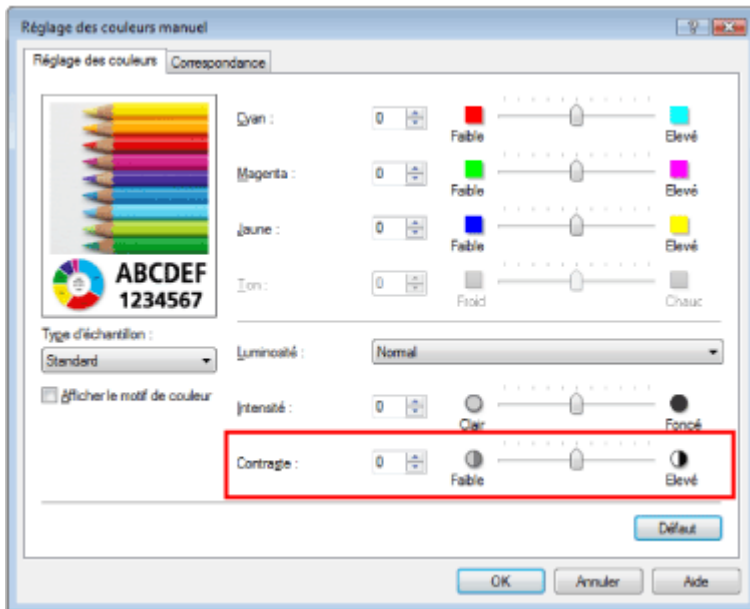 Réglage des couleurs manuel
Réglage des couleurs
Correspondance
Cyan :
0
Faible
Elevé
Magenta :
0
Faible
Elevé
Jaune :
0
Faible
Elevé
Ton :
0
Froid
Chauc
ABCDEF
1234567
Type d'échantillon :
Standard
Afficher le motif de couleur
Luminosité :
Normal
Intensité :
0
Clair
Foncé
Contraste :
0
Faible
Elevé
Défaut
OK
Annuler
Aide